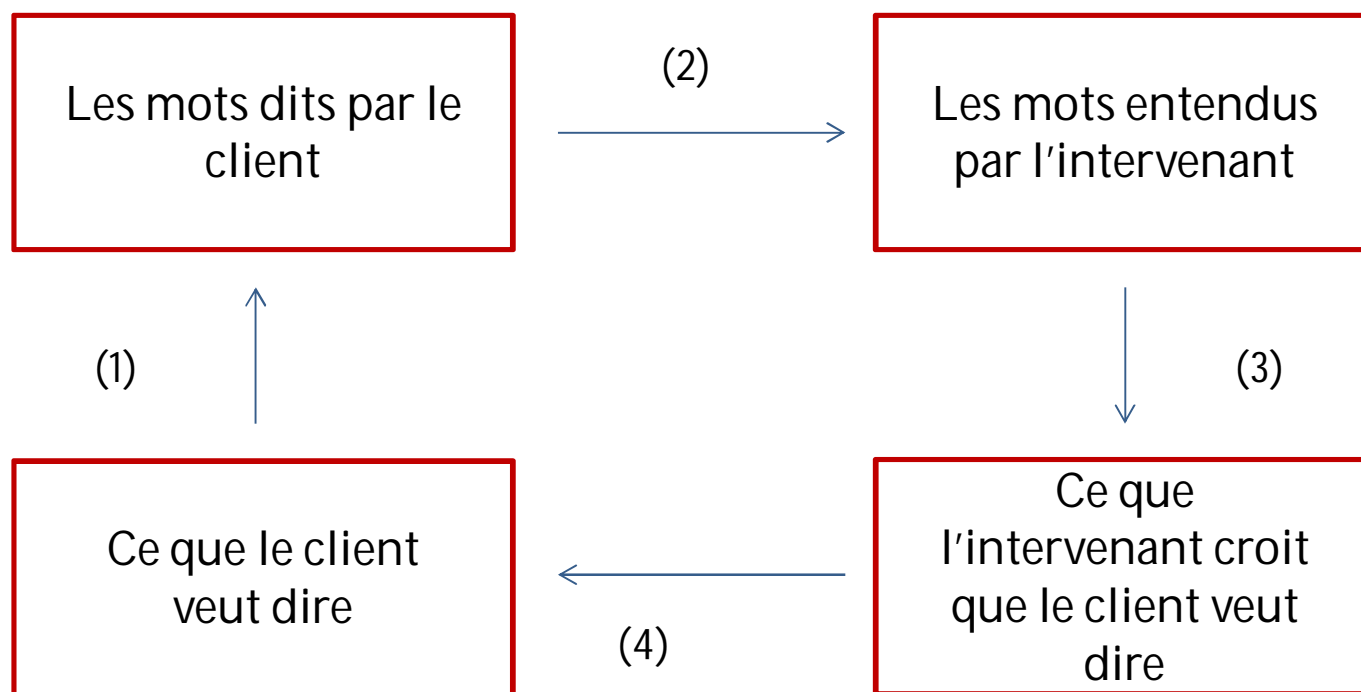 Les mots dits par le
client
(2)
Les mots entendus
par l'intervenant
(1)
(3)
Ce que le client
veut dire
(4)
Ce que
l'intervenant croit
que le client veut
dire